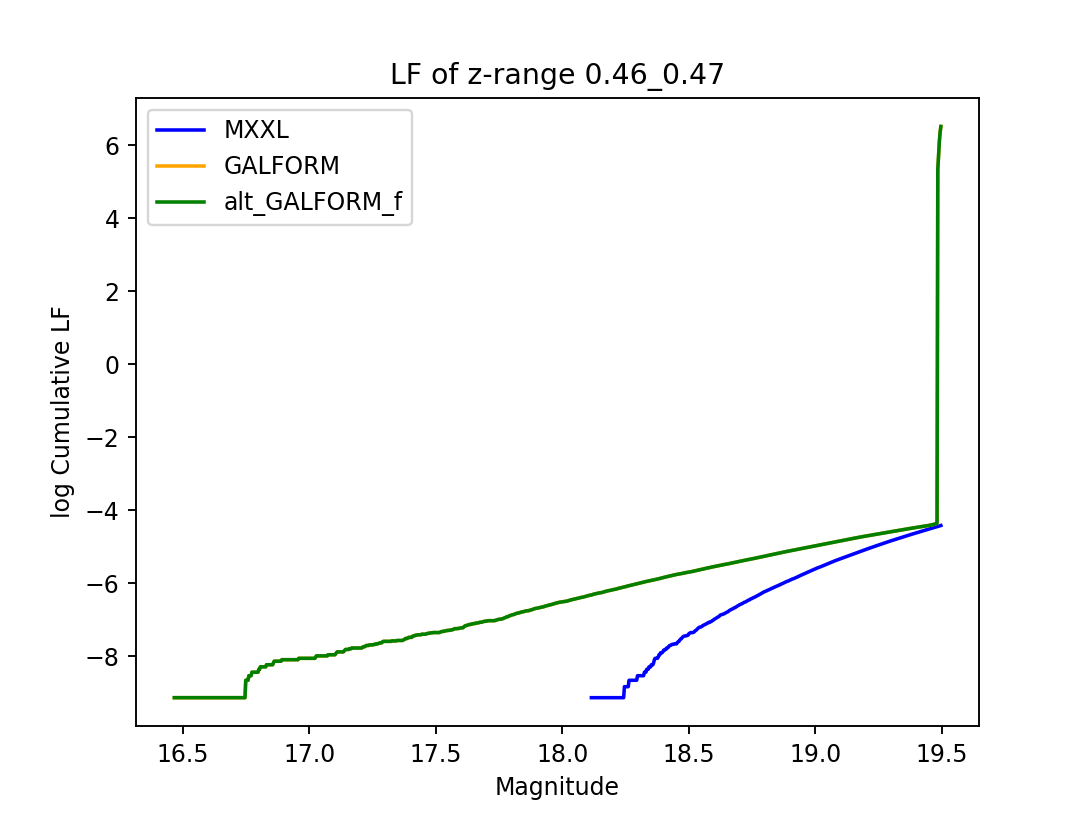 LF of z-range 0.46_0.47
MXXL
GALFORM
alt_GALFORM_f
6
4
2
0
−2
−4
−6
−8
log Cumulative LF
16.5 17.0 17.5 18.0 18.5 19.0 19.5
Magnitude